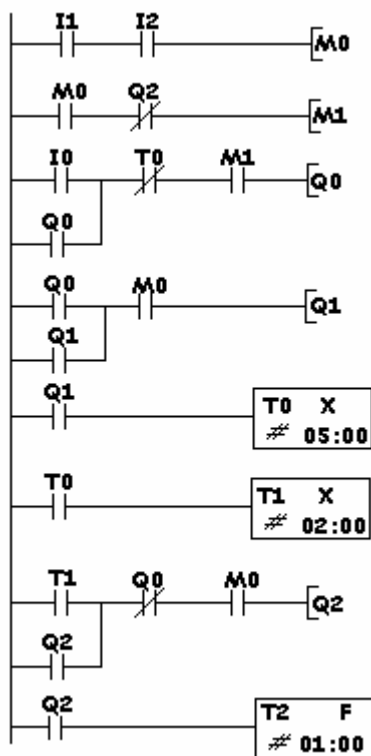 I1 I2
M0
M0 Q2
M1
I0 T0 M1
Q0
Q0
Q0 M0
Q1
Q1
Q1
T0 X
05:00
T0
T1 X
02:00
T1 Q0 M0
Q2
Q2
Q2
T2 F
01:00